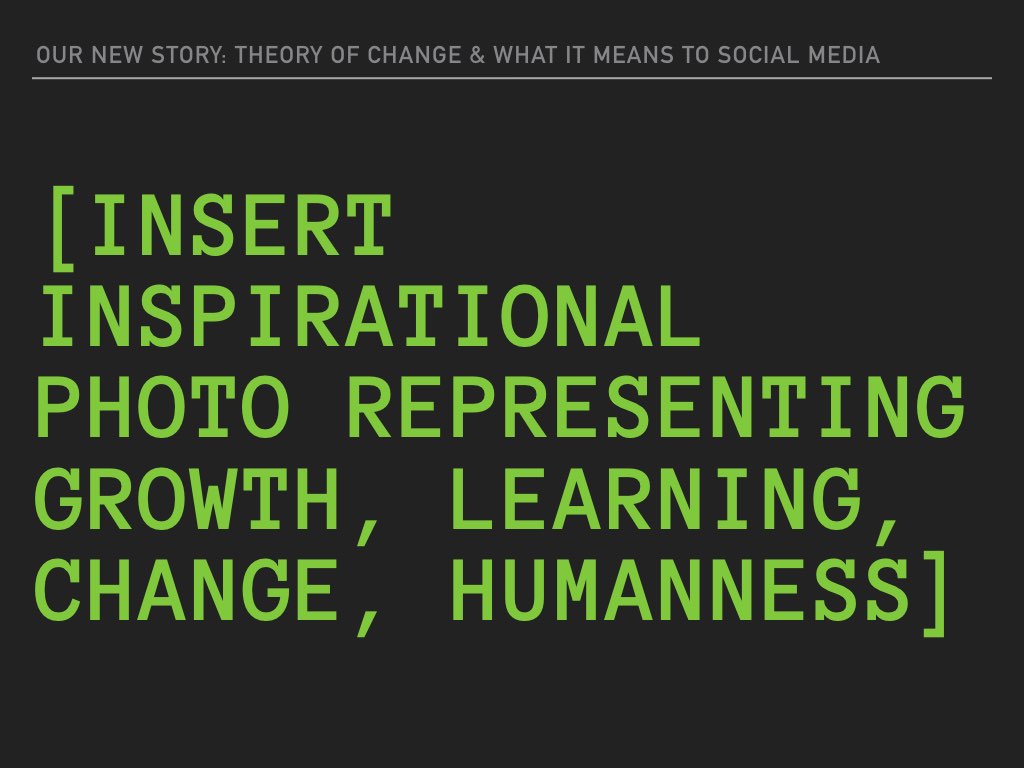 OUR NEW STORY: THEORY OF CHANGE & WHAT IT MEANS TO SOCIAL MEDIA
[INSERT
INSPIRATIONAL
PHOTO REPRESENTING
GROWTH, LEARNING,
CHANGE, HUMANNESS]